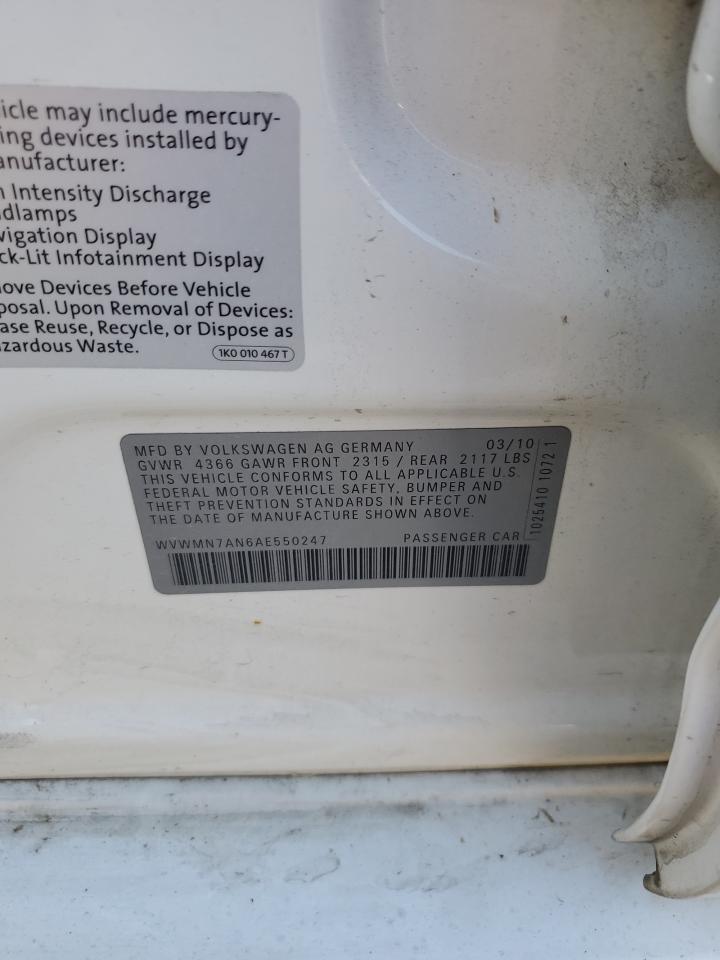 icle may include mercury-
ing devices installed by
anufacturer:
Intensity Discharge
dlamps
vigation Display
ck-Lit Infotainment Display
ove Devices Before Vehicle
posal. Upon Removal of Devices:
ase Reuse, Recycle, or Dispose as
zardous Waste.
1K0 010 467 T
MFD BY VOLKSWAGEN AG GERMANY 03/10
GVWR 4366 GAWR FRONT 2315 / REAR 2117 LBS
THIS VEHICLE CONFORMS TO ALL APPLICABLE U.S.
FEDERAL MOTOR VEHICLE SAFETY, BUMPER AND
THEFT PREVENTION STANDARDS IN EFFECT ON
THE DATE OF MANUFACTURE SHOWN ABOVE.
WVWMN7AN6AE550247 PASSENGER CAR
1025410 1072 1